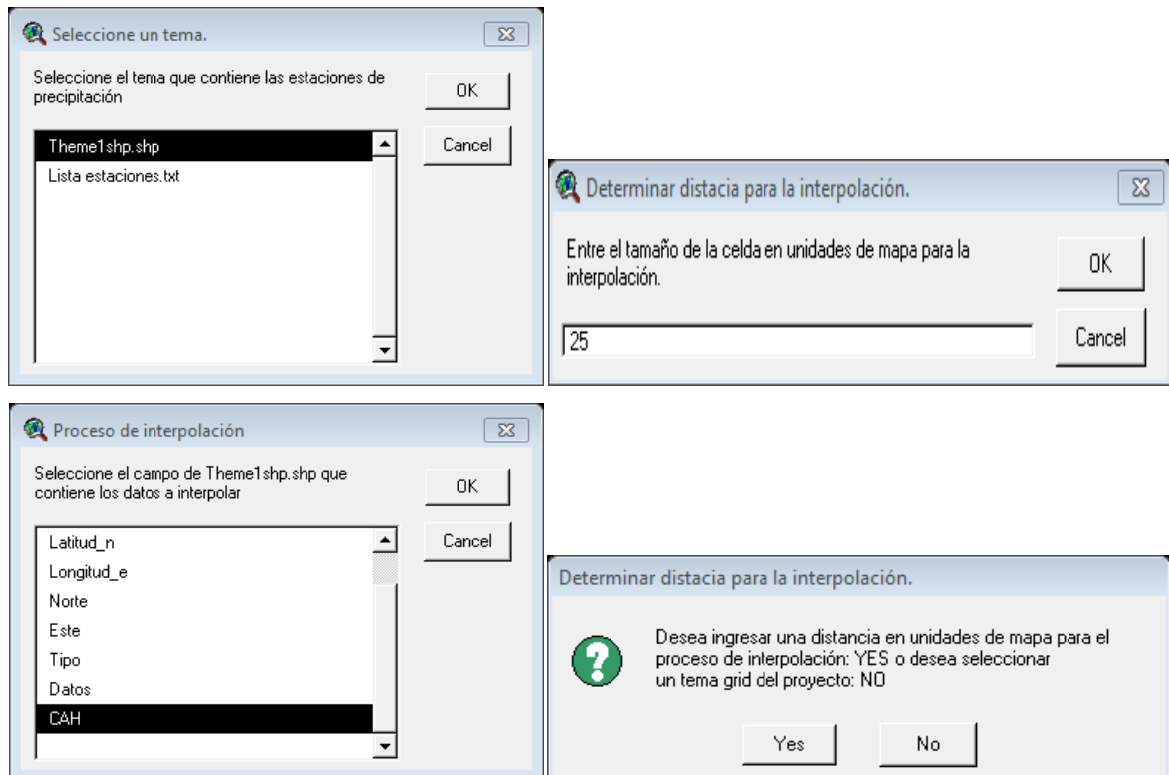 Seleccione un tema.
Seleccione el tema que contiene las estaciones de
precipitación
OK
Cancel
Theme1shp.shp
Lista estaciones.txt
Determinar distacia para la interpolación.
Entre el tamaño de la celda en unidades de mapa para la
interpolación.
OK
25
Cancel
Proceso de interpolación
Seleccione el campo de Theme1shp.shp que
contiene los datos a interpolar
OK
Cancel
Latitud_n
Longitud_e
Norte
Este
Tipo
Datos
CAH
Determinar distacia para la interpolación.
Desea ingresar una distancia en unidades de mapa para el
proceso de interpolación: YES o desea seleccionar
un tema grid del proyecto: NO
Yes
No